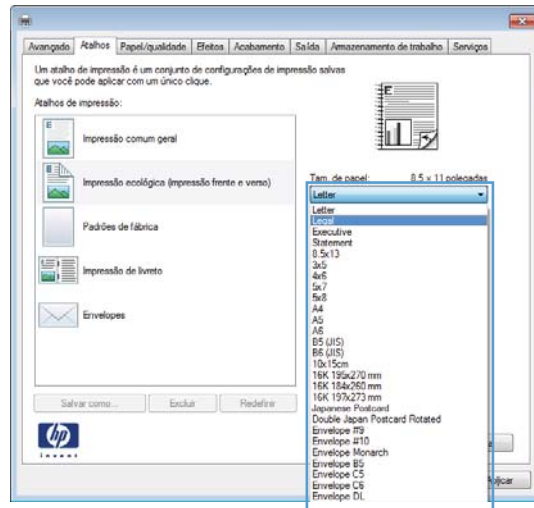 Avançado Atalhos Papel/qualidade Efeitos Acabamento Saída Armazenamento de trabalho Serviços
Um atalho de impressão é um conjunto de configurações de impressão salvas
que você pode aplicar com um único clique.
Atalhos de impressão:
Impressão comum geral
Impressão ecológica (impressão frente e verso)
Padrões de fábrica
Impressão de livreto
Envelopes
Salvar como... Excluir Redefinir
hp
invent
E
E
Tam. de papel: 8.5 × 11 polegadas
Letter
Letter
Legal
Executive
Statement
8.5x13
3x5
4x6
5x7
5x8
A4
A5
A6
B5 (JIS)
B6 (JIS)
10x15cm
16K 195x270 mm
16K 184x260 mm
16K 197x273 mm
Japanese Postcard
Double Japan Postcard Rotated
Envelope #9
Envelope #10
Envelope Monarch
Envelope B5
Envelope C5
Envelope C6
Envelope DL
Aplicar